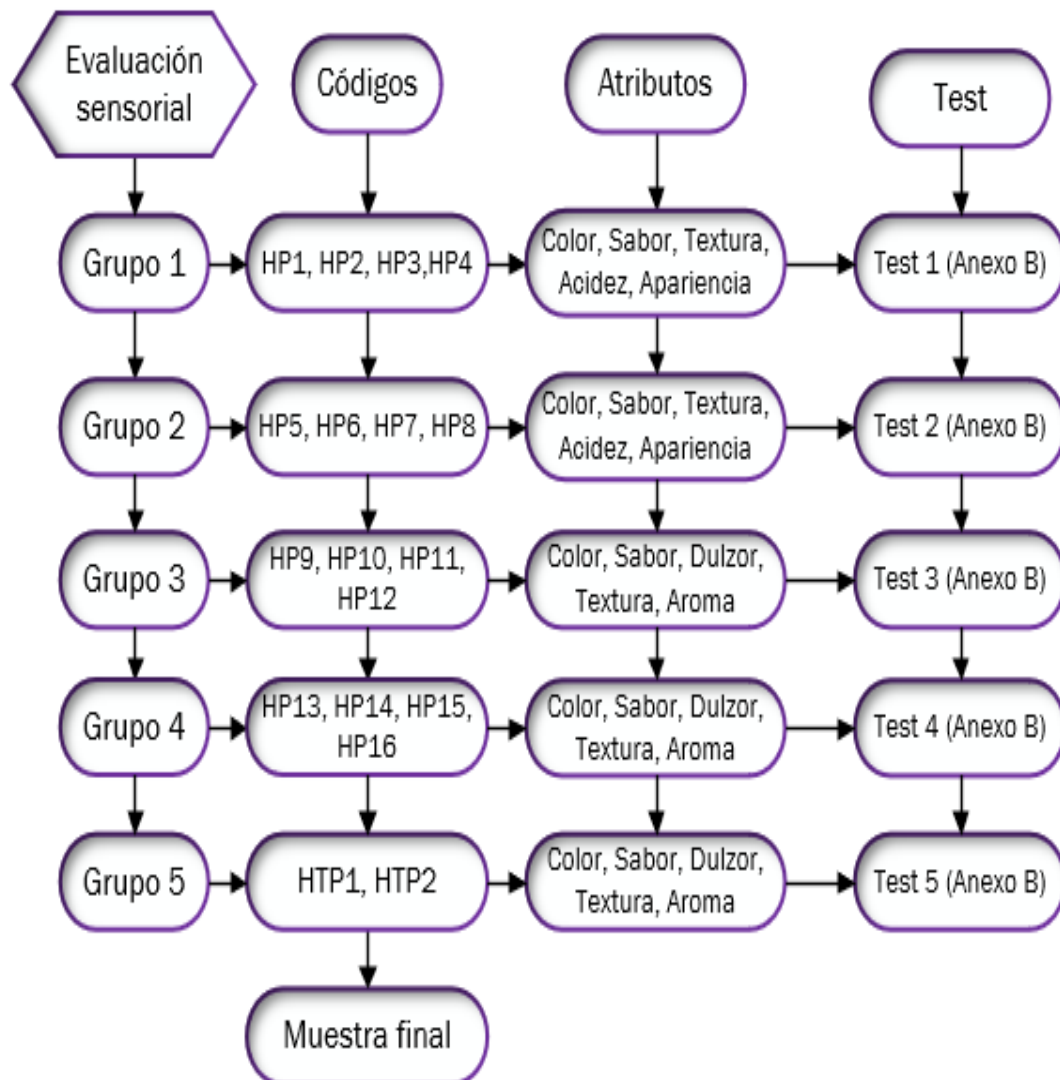 Evaluación
sensorial
Códigos
Atributos
Test
Grupo 1
HP1, HP2, HP3,HP4
Color, Sabor, Textura,
Acidez, Apariencia
Test 1 (Anexo B)
Grupo 2
HP5, HP6, HP7, HP8
Color, Sabor, Textura,
Acidez, Apariencia
Test 2 (Anexo B)
Grupo 3
HP9, HP10, HP11,
HP12
Color, Sabor, Dulzor,
Textura, Aroma
Test 3 (Anexo B)
Grupo 4
HP13, HP14, HP15,
HP16
Color, Sabor, Dulzor,
Textura, Aroma
Test 4 (Anexo B)
Grupo 5
HTP1, HTP2
Color, Sabor, Dulzor,
Textura, Aroma
Test 5 (Anexo B)
Muestra final